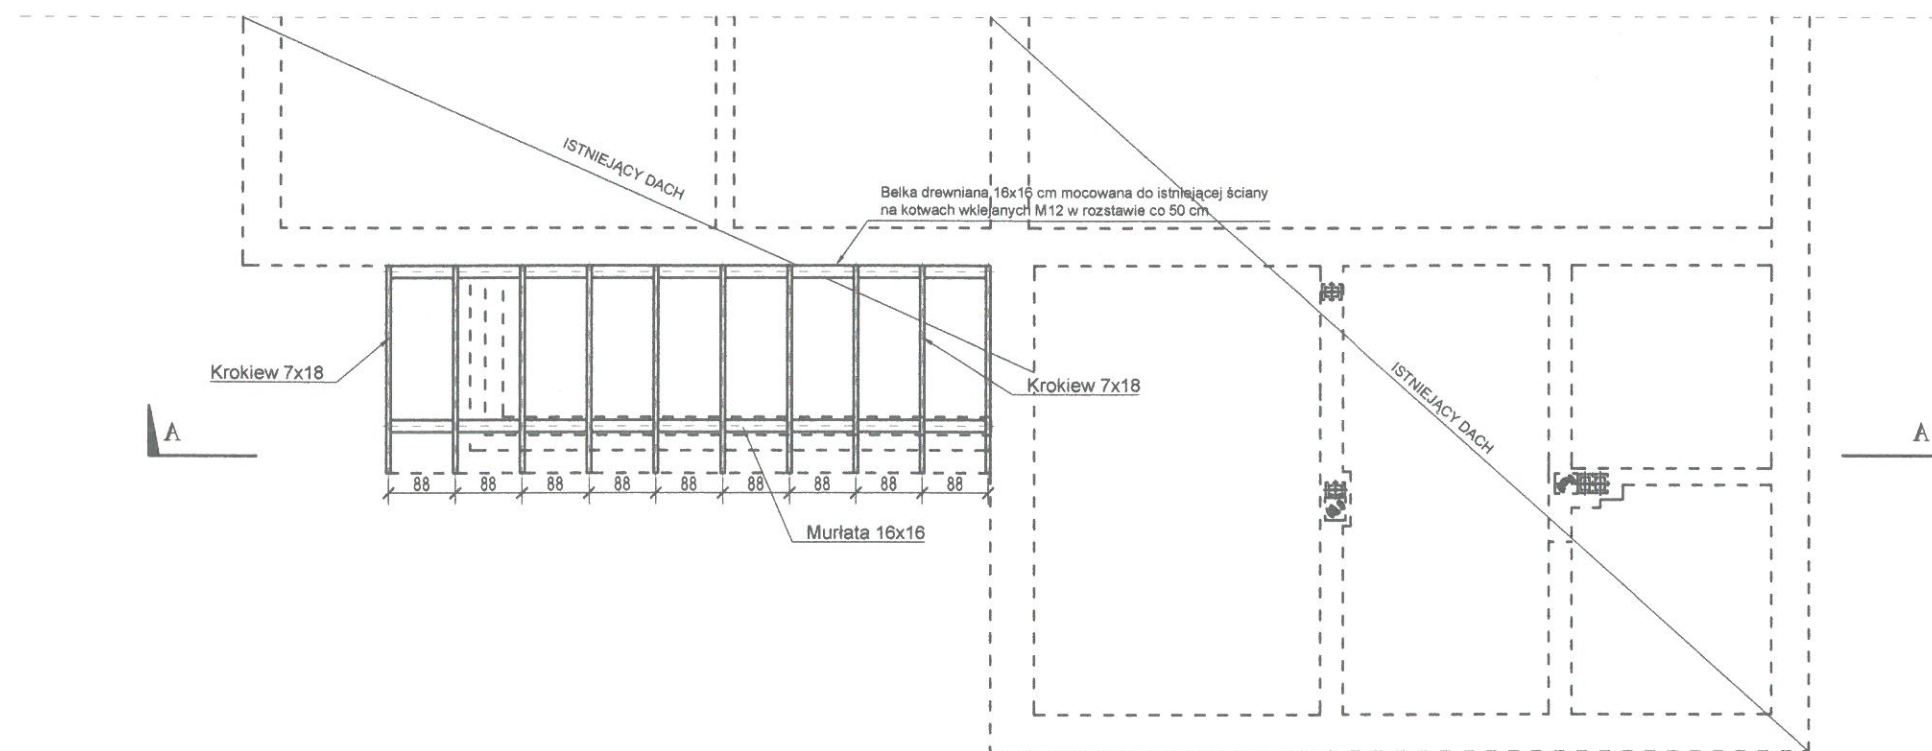 ISTNIEJĄCY DACH
Belka drewniana 16x16 cm mocowana do istniejącej ściany
na kotwach wklejanych M12 w rozstawie co 50 cm
Krokiew 7x18
Krokiew 7x18
ISTNIEJĄCY DACH
A
A
88 88 88 88 88 88 88 88 88
Murłata 16x16